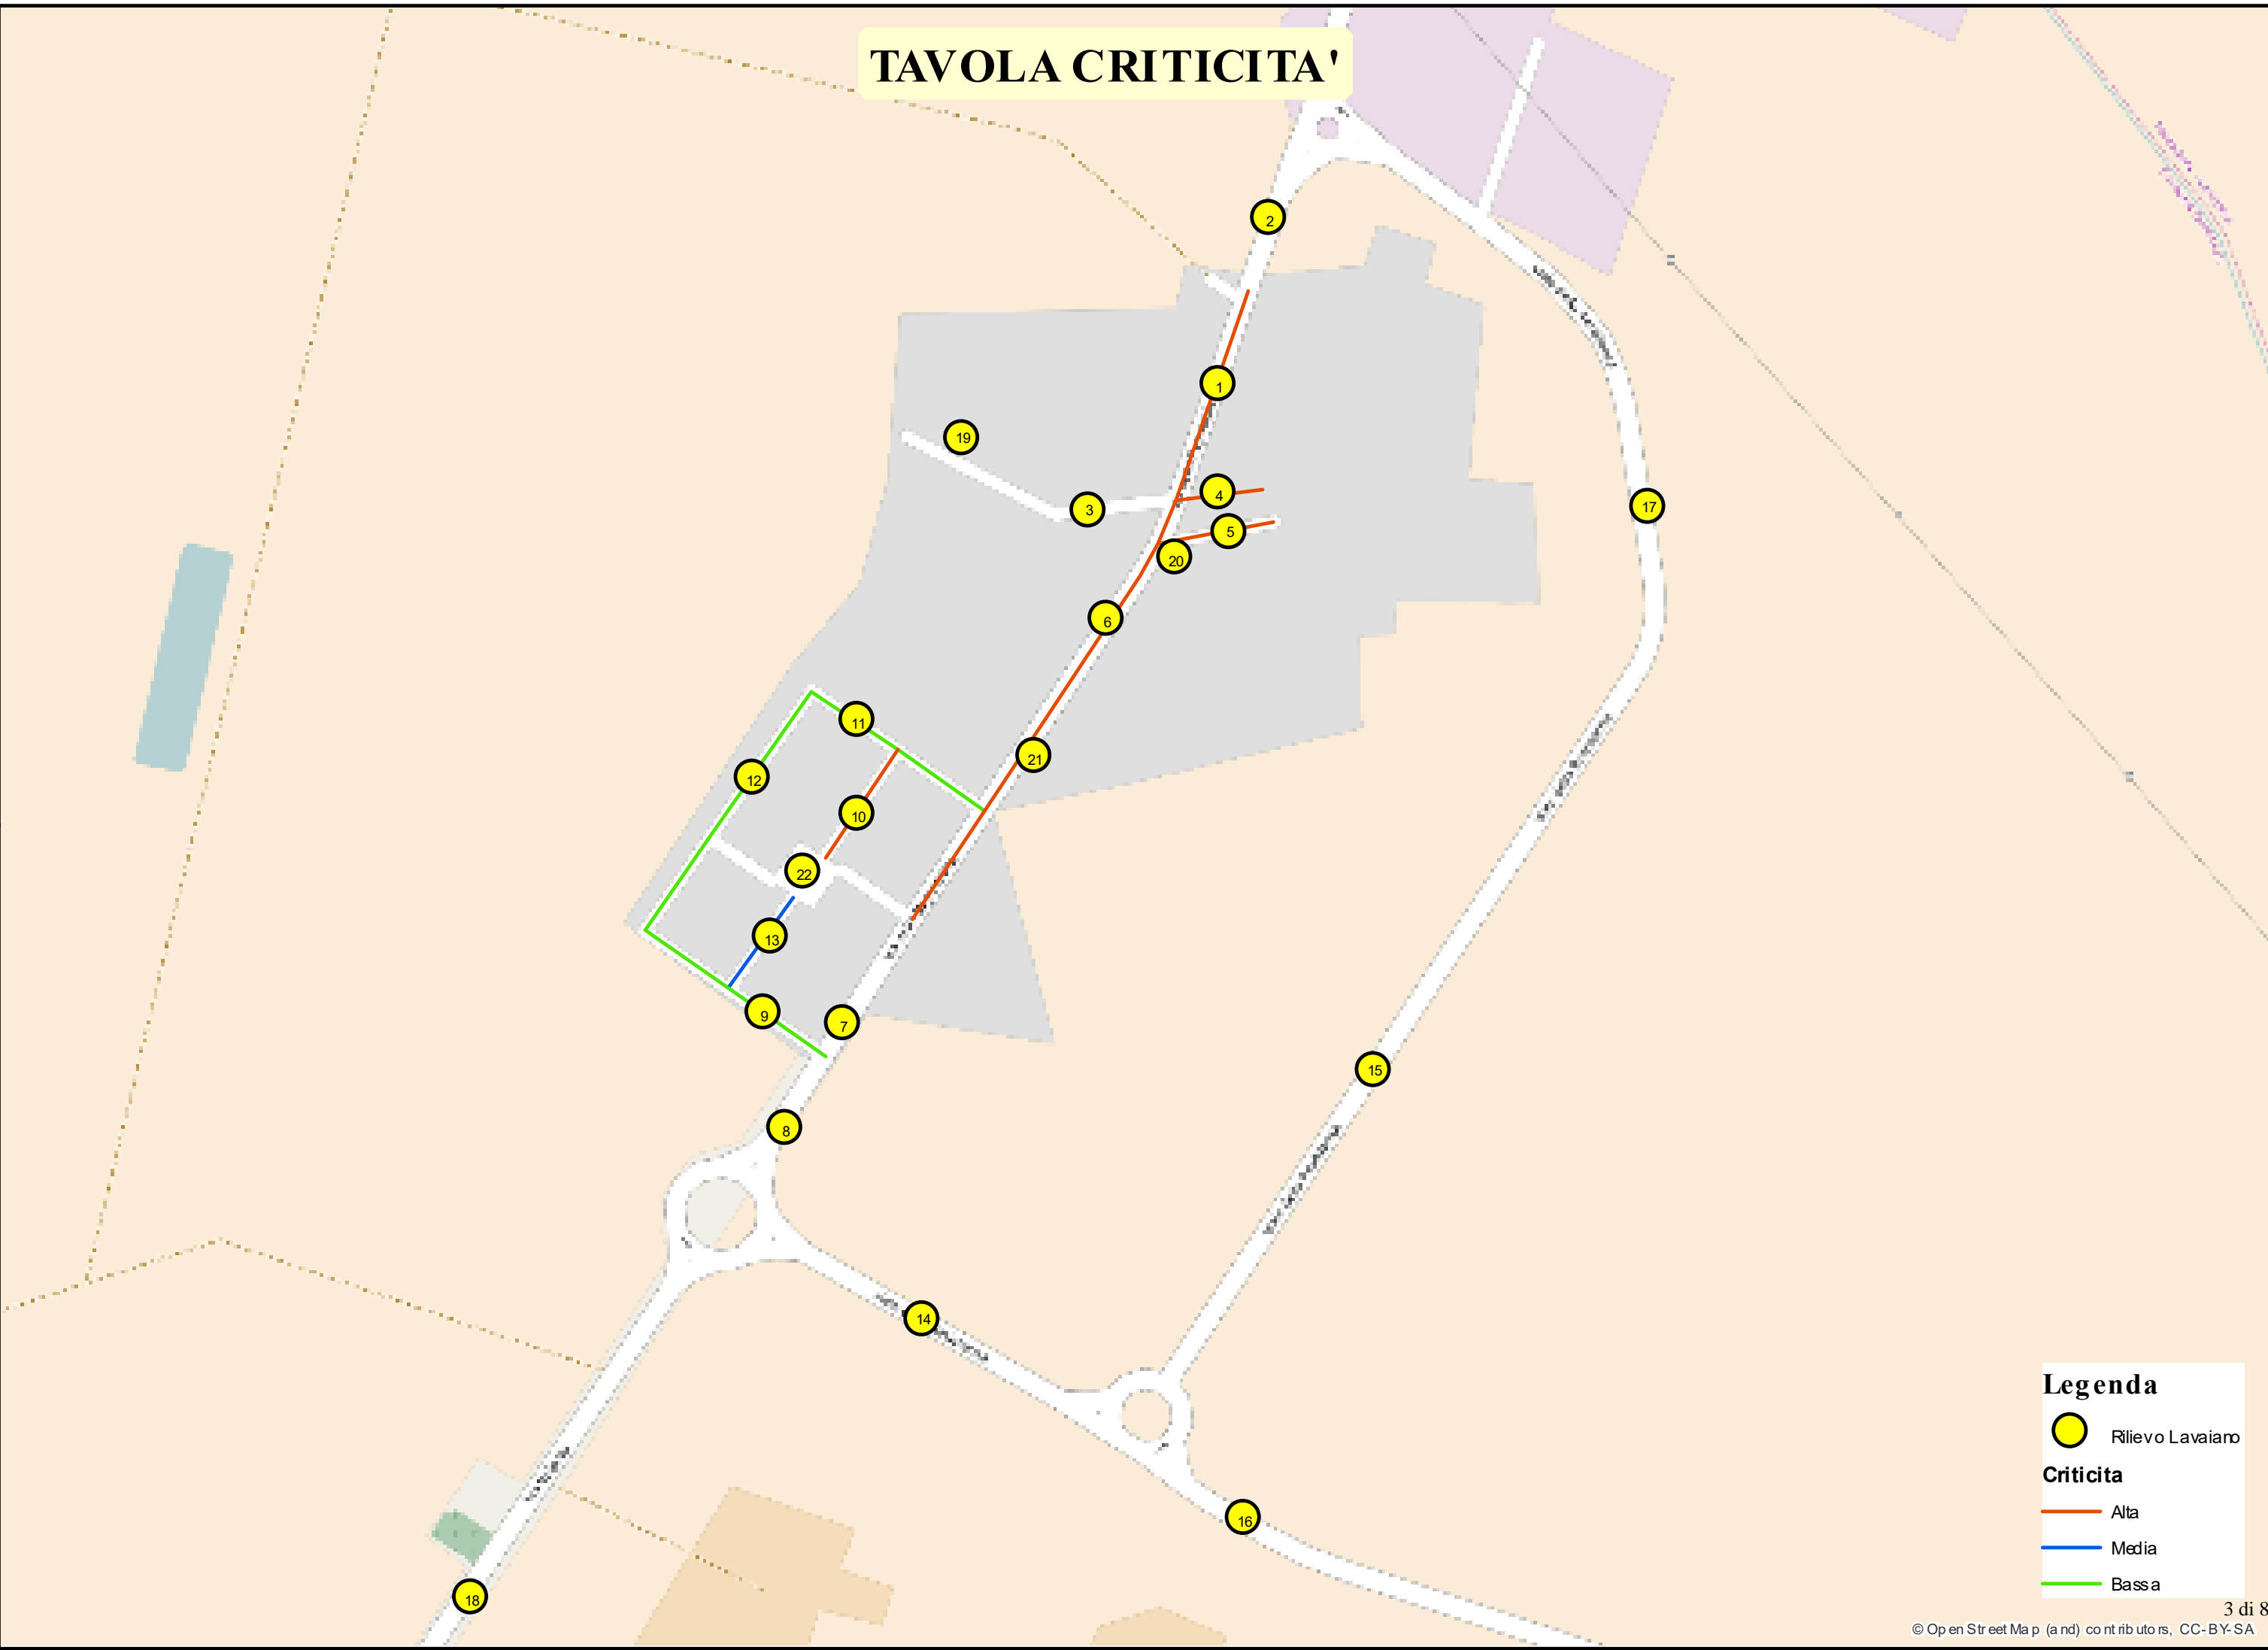 TAVOLA CRITICITA'
2
1
19
4
3
17
5
20
6
11
21
12
10
22
13
9
7
15
8
14
16
18
Legenda
Rilievo Lavaiano
Criticita
Alta
Media
Bassa
3 di 8
© OpenStreetMap (and) contributors, CC-BY-SA